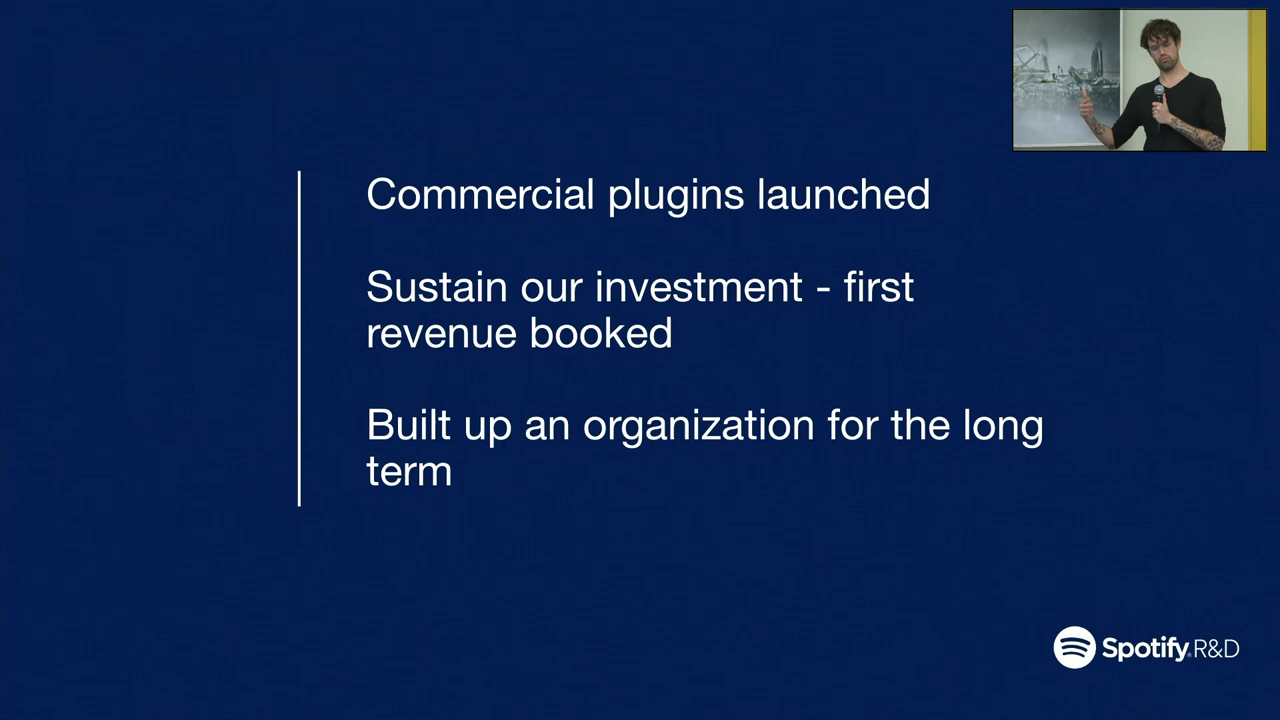 Commercial plugins launched
Sustain our investment - first
revenue booked
Built up an organization for the long
term
Spotify R&D